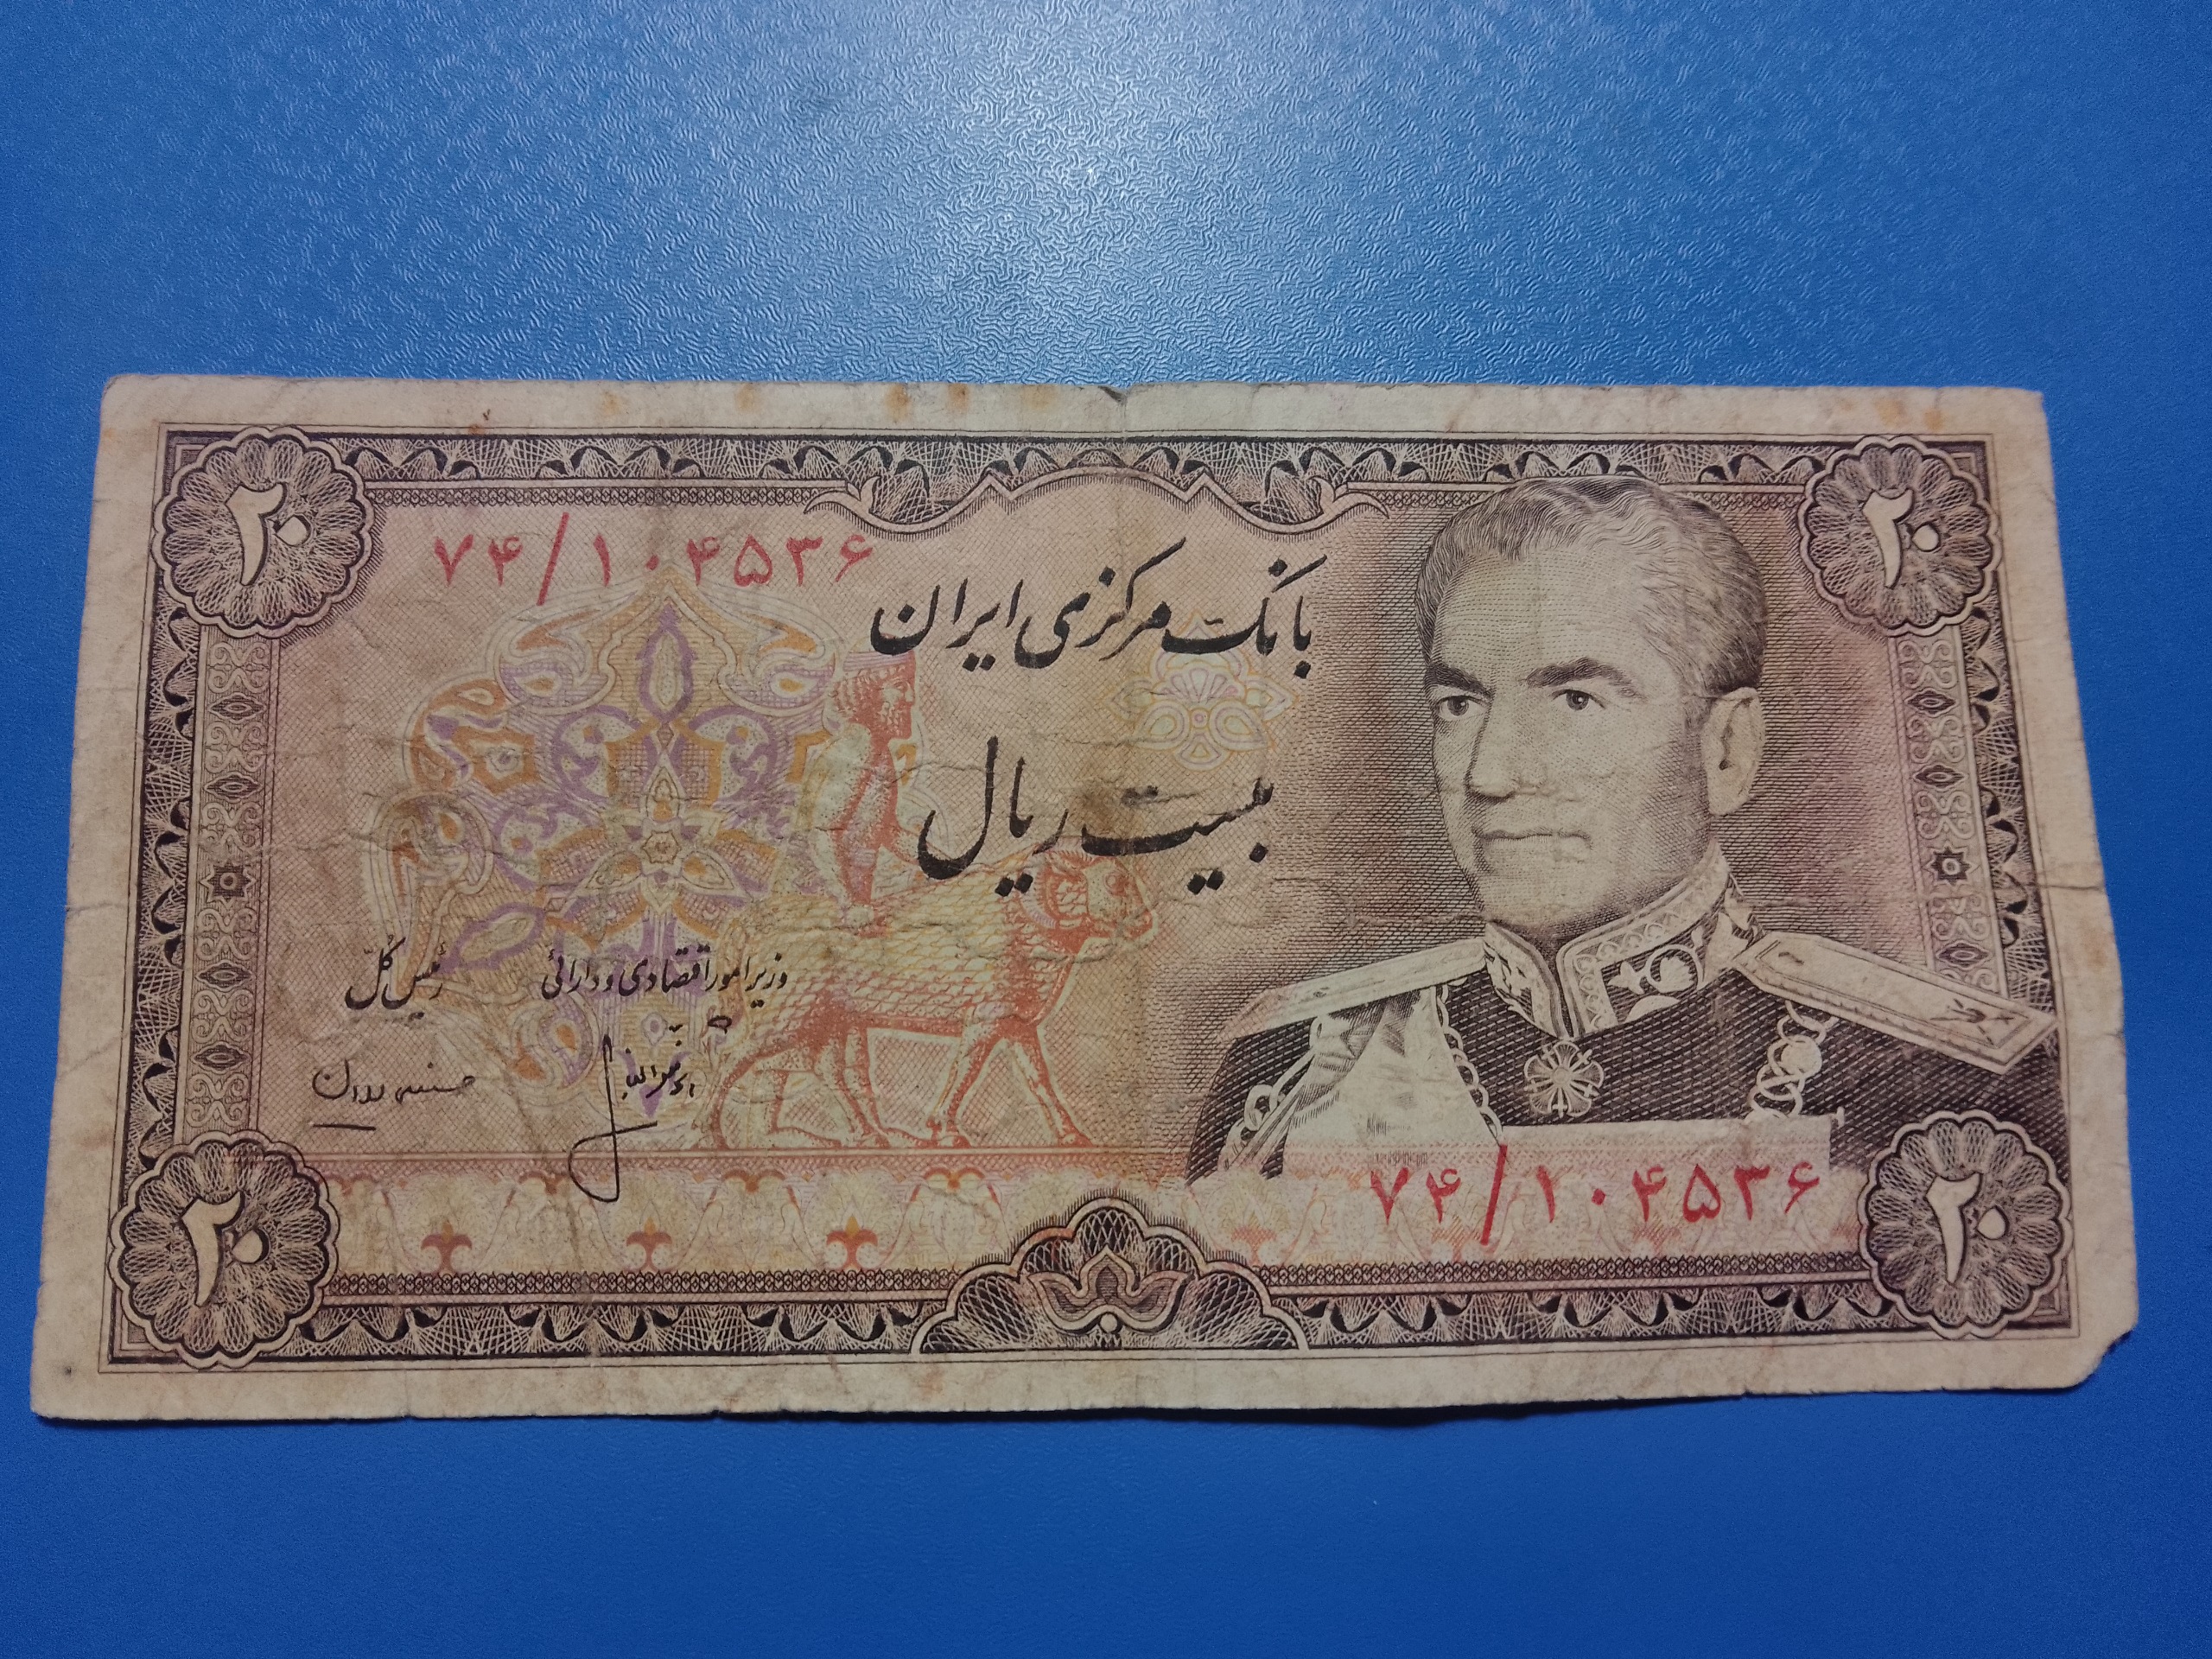 ۲۰
۲۰
۷۴/۱۰۴۵۳۶
بانک مرکزی ایران
بیست ریال
وزیر امور اقتصادی و دارائی
رئیس کل
۷۴/۱۰۴۵۳۶
۲۰
۲۰